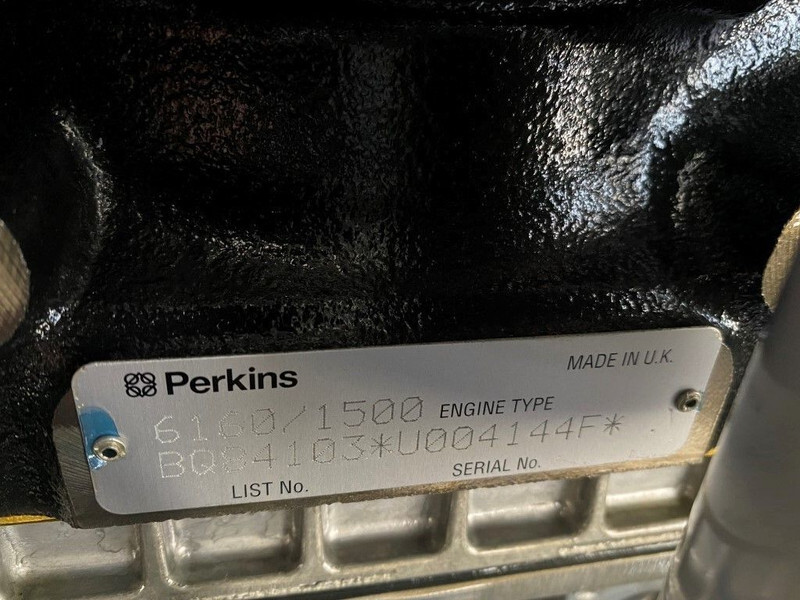 Perkins
MADE IN U.K.
6160/1500 ENGINE TYPE
BQ84103*U004144F*
LIST No. SERIAL No.